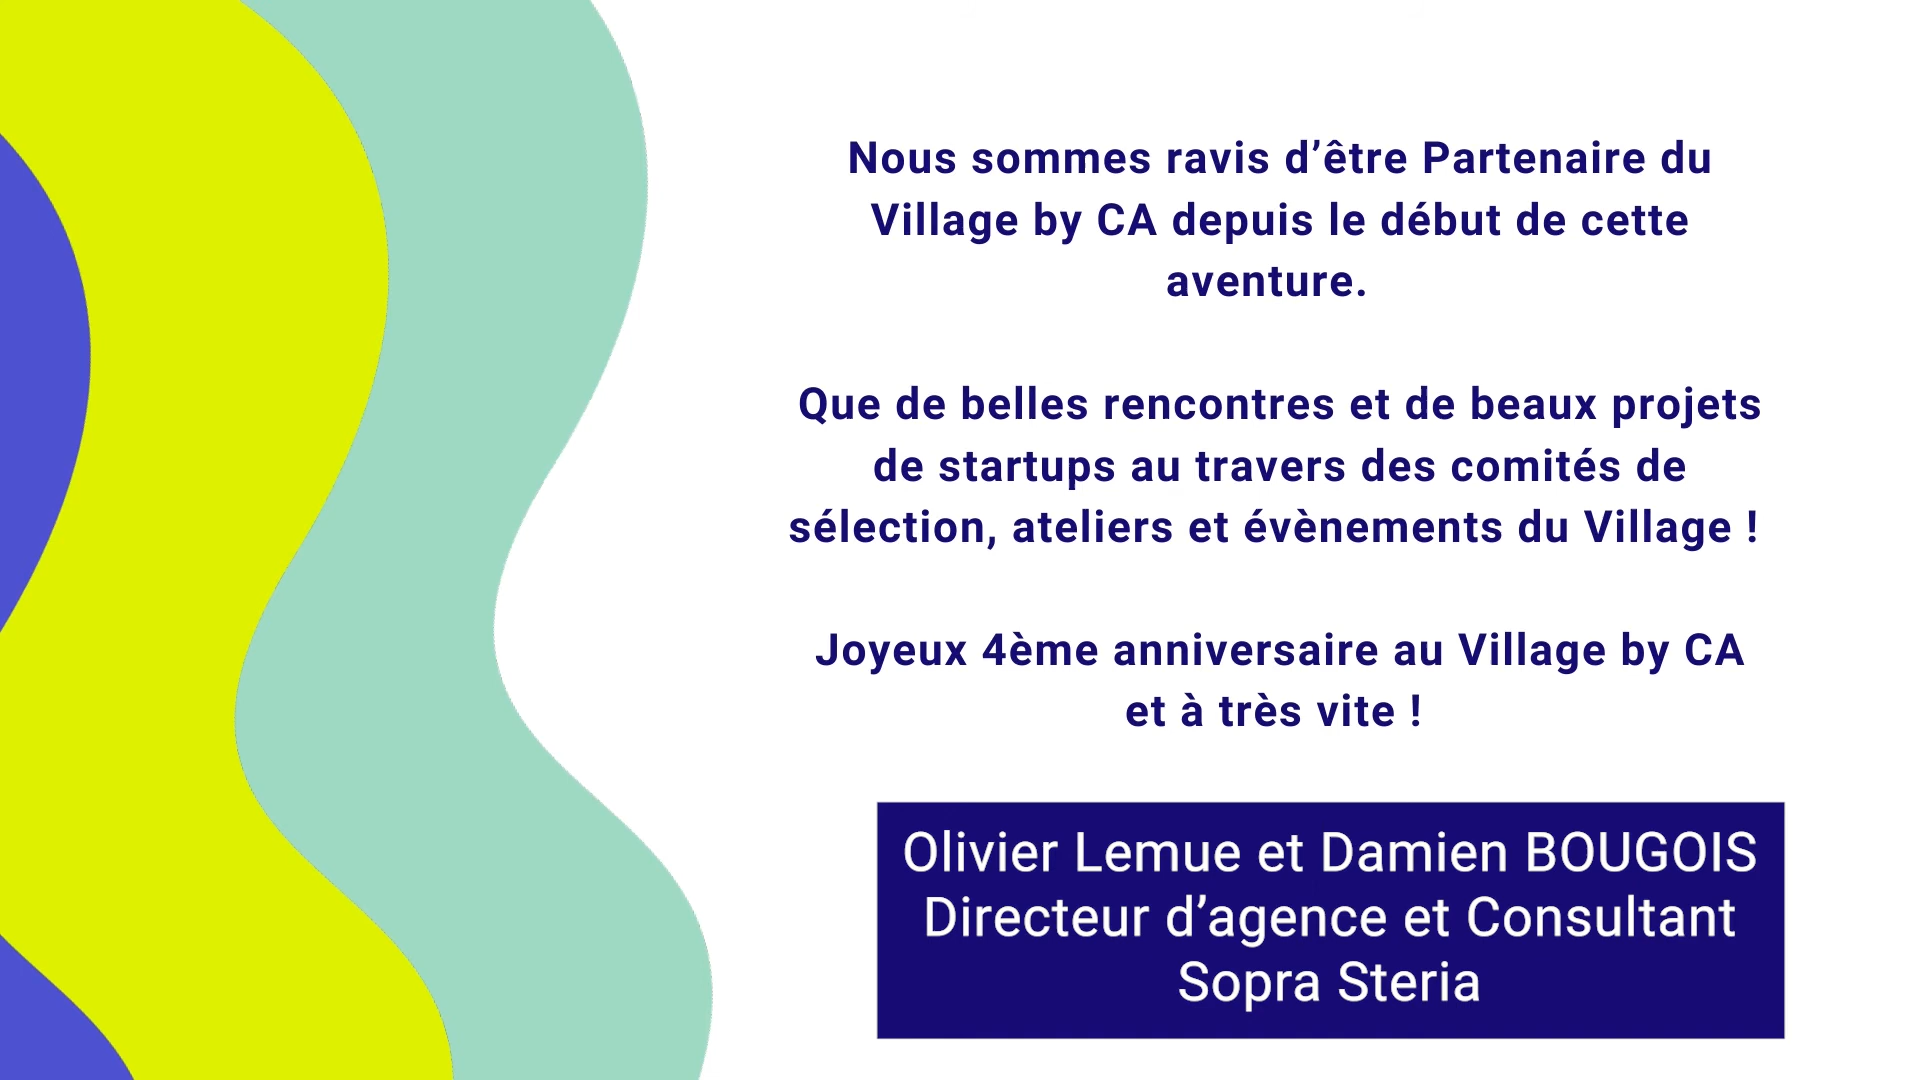 Nous sommes ravis d’être Partenaire du
Village by CA depuis le début de cette
aventure.
Que de belles rencontres et de beaux projets
de startups au travers des comités de
sélection, ateliers et évènements du Village !
Joyeux 4ème anniversaire au Village by CA
et à très vite !
Olivier Lemue et Damien BOUGOIS
Directeur d’agence et Consultant
Sopra Steria